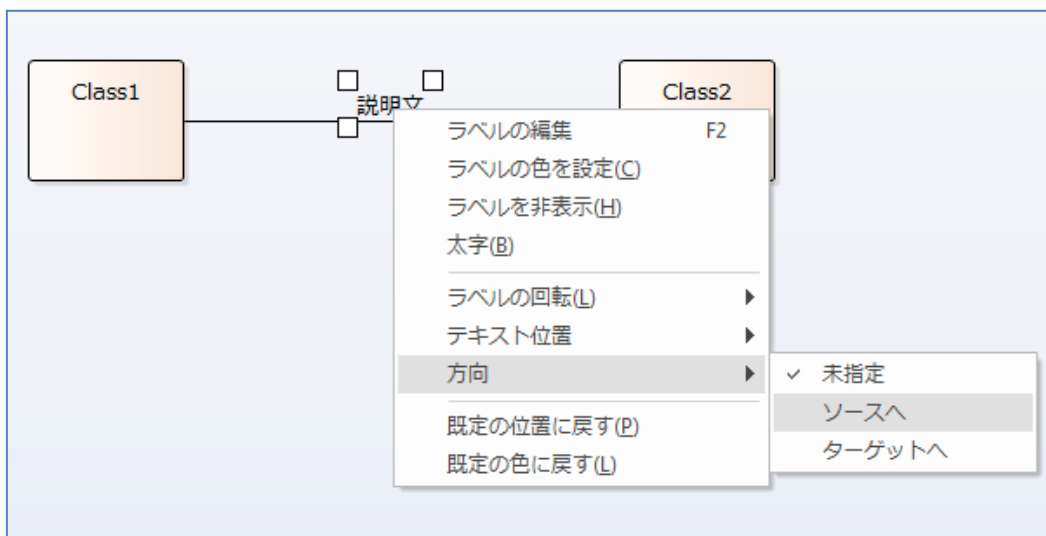 Class1
説明文
Class2
ラベルの編集 F2
ラベルの色を設定(C)
ラベルを非表示(H)
太字(B)
ラベルの回転(L)
テキスト位置
方向
既定の位置に戻す(P)
既定の色に戻す(L)
未指定
ソースへ
ターゲットへ